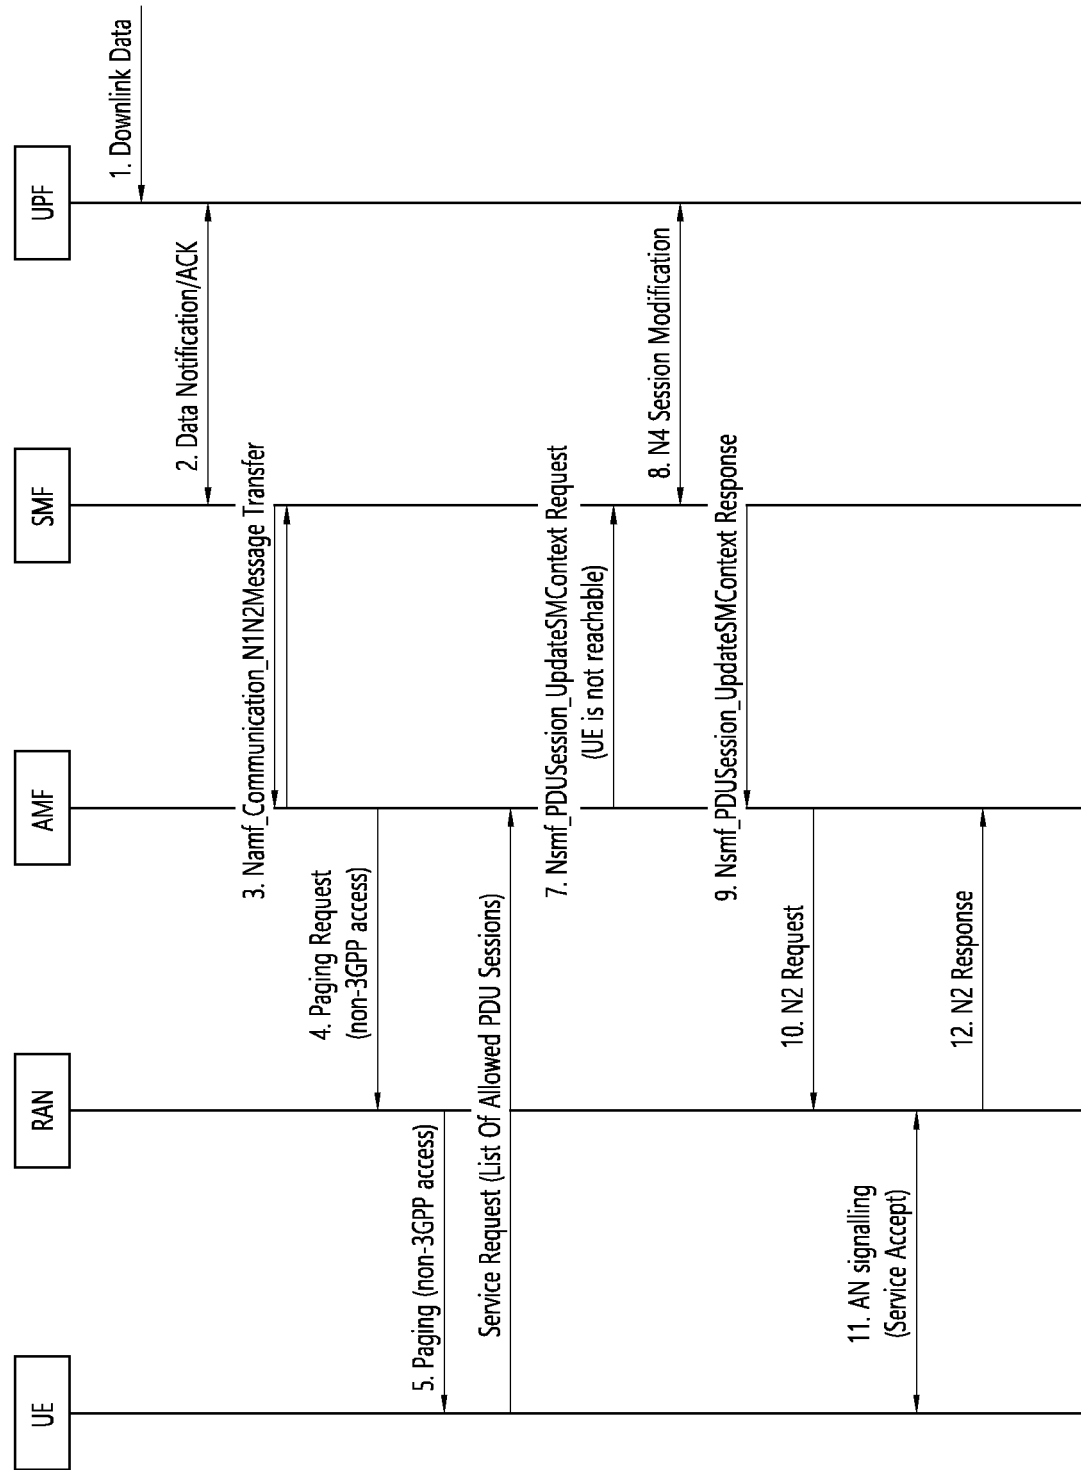 UE
RAN
AMF
SMF
UPF
1. Downlink Data
2. Data Notification/ACK
3. Namf_Communication_N1N2Message Transfer
4. Paging Request
(non-3GPP access)
5. Paging (non-3GPP access)
Service Request (List Of Allowed PDU Sessions)
7. Nsmf_PDUSession_UpdateSMContext Request
(UE is not reachable)
8. N4 Session Modification
9. Nsmf_PDUSession_UpdateSMContext Response
10. N2 Request
11. AN signalling
(Service Accept)
12. N2 Response